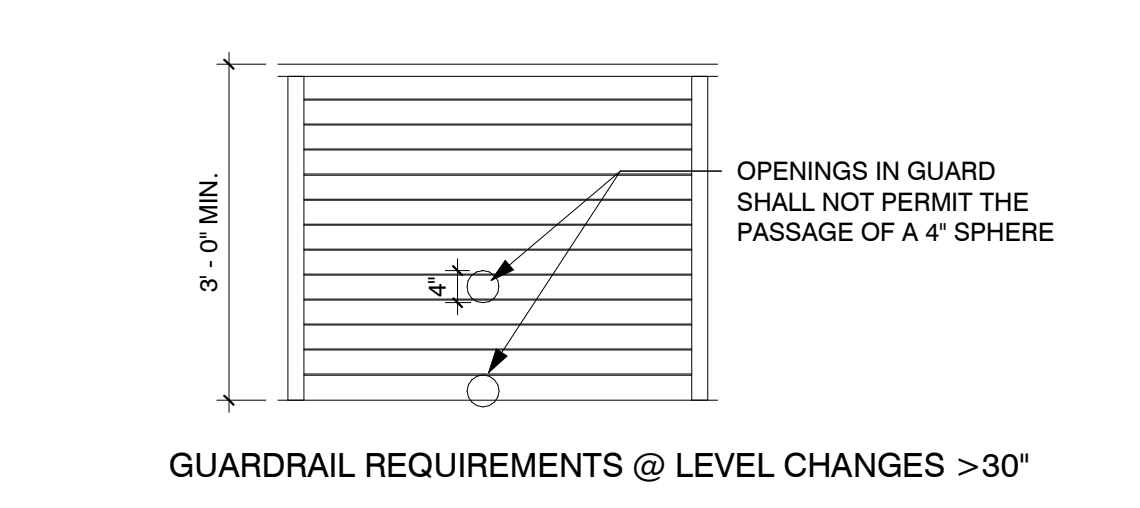 3' - 0" MIN.
4"
OPENINGS IN GUARD
SHALL NOT PERMIT THE
PASSAGE OF A 4" SPHERE
GUARDRAIL REQUIREMENTS @ LEVEL CHANGES >30"